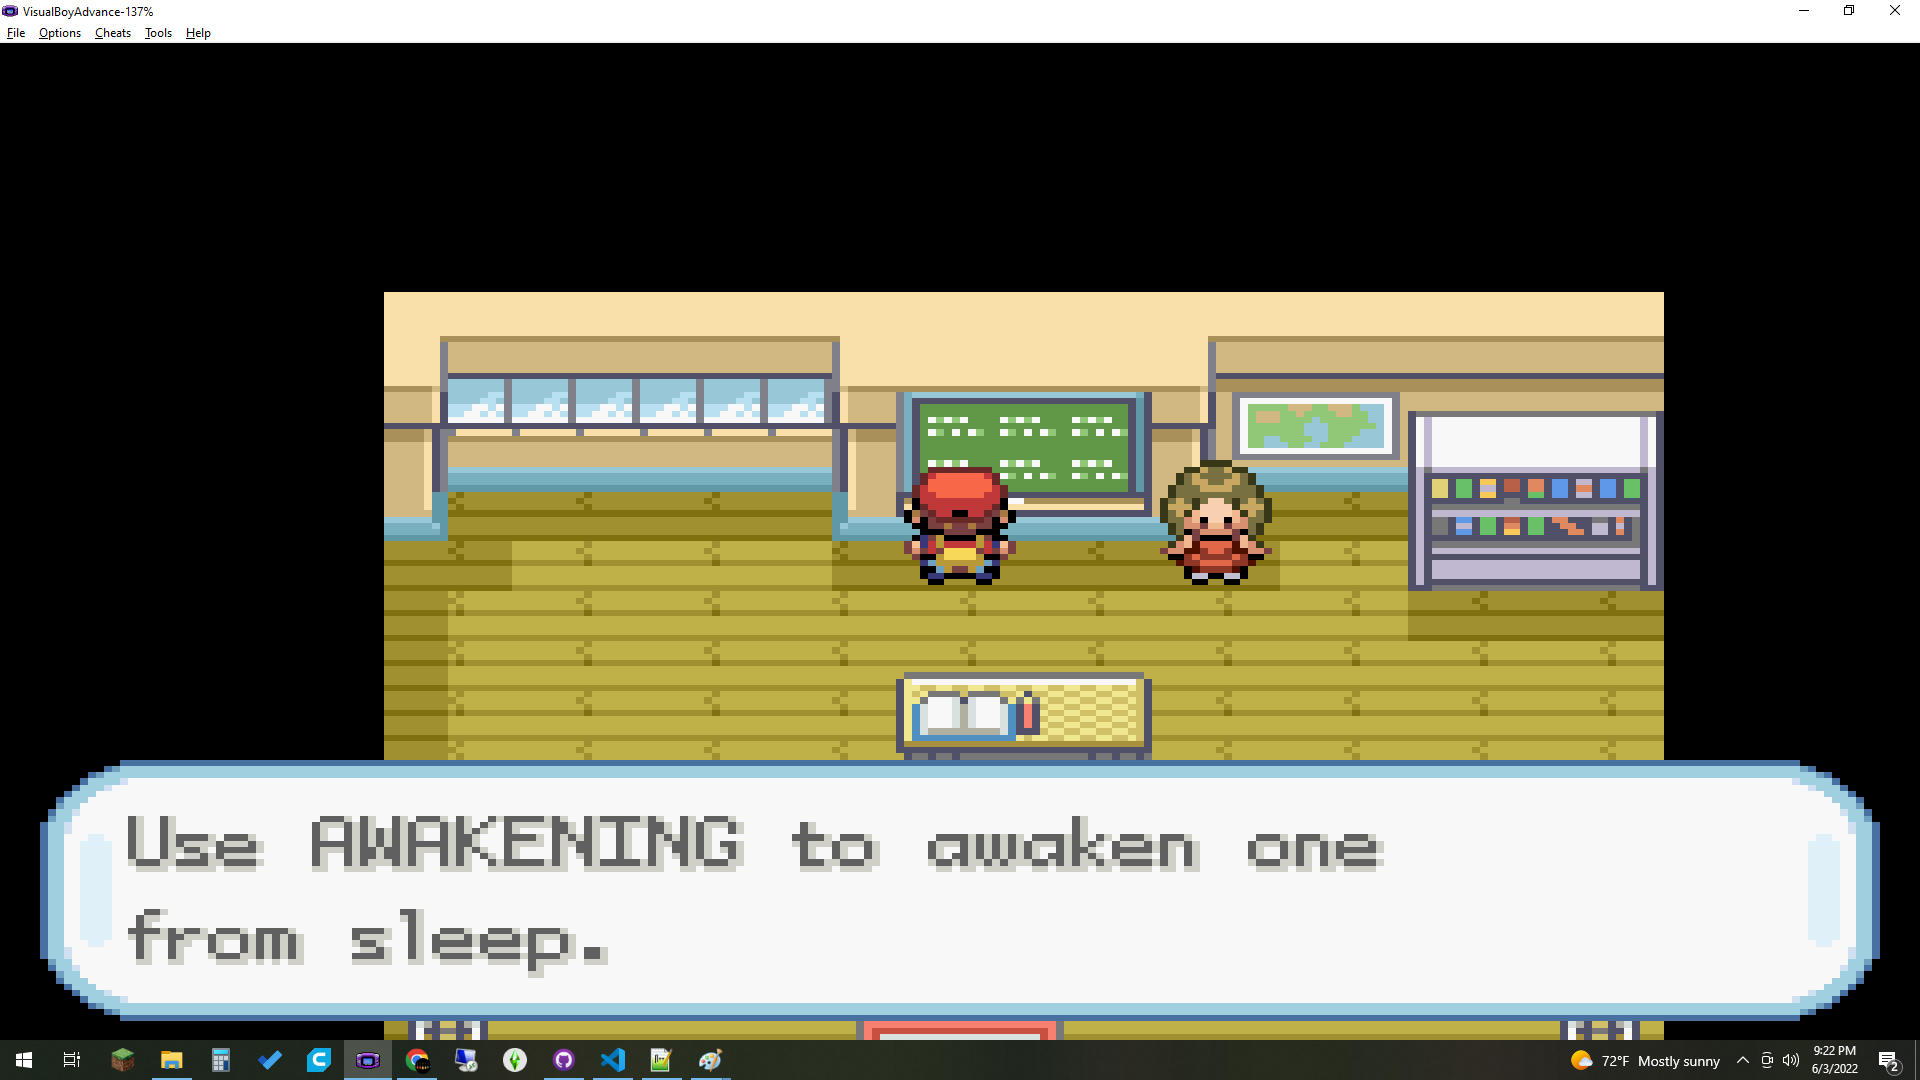 VisualBoyAdvance-137%
File Options Cheats Tools Help
Use AWAKENING to awaken one
from sleep.
72°F Mostly sunny
9:22 PM
6/3/2022
2